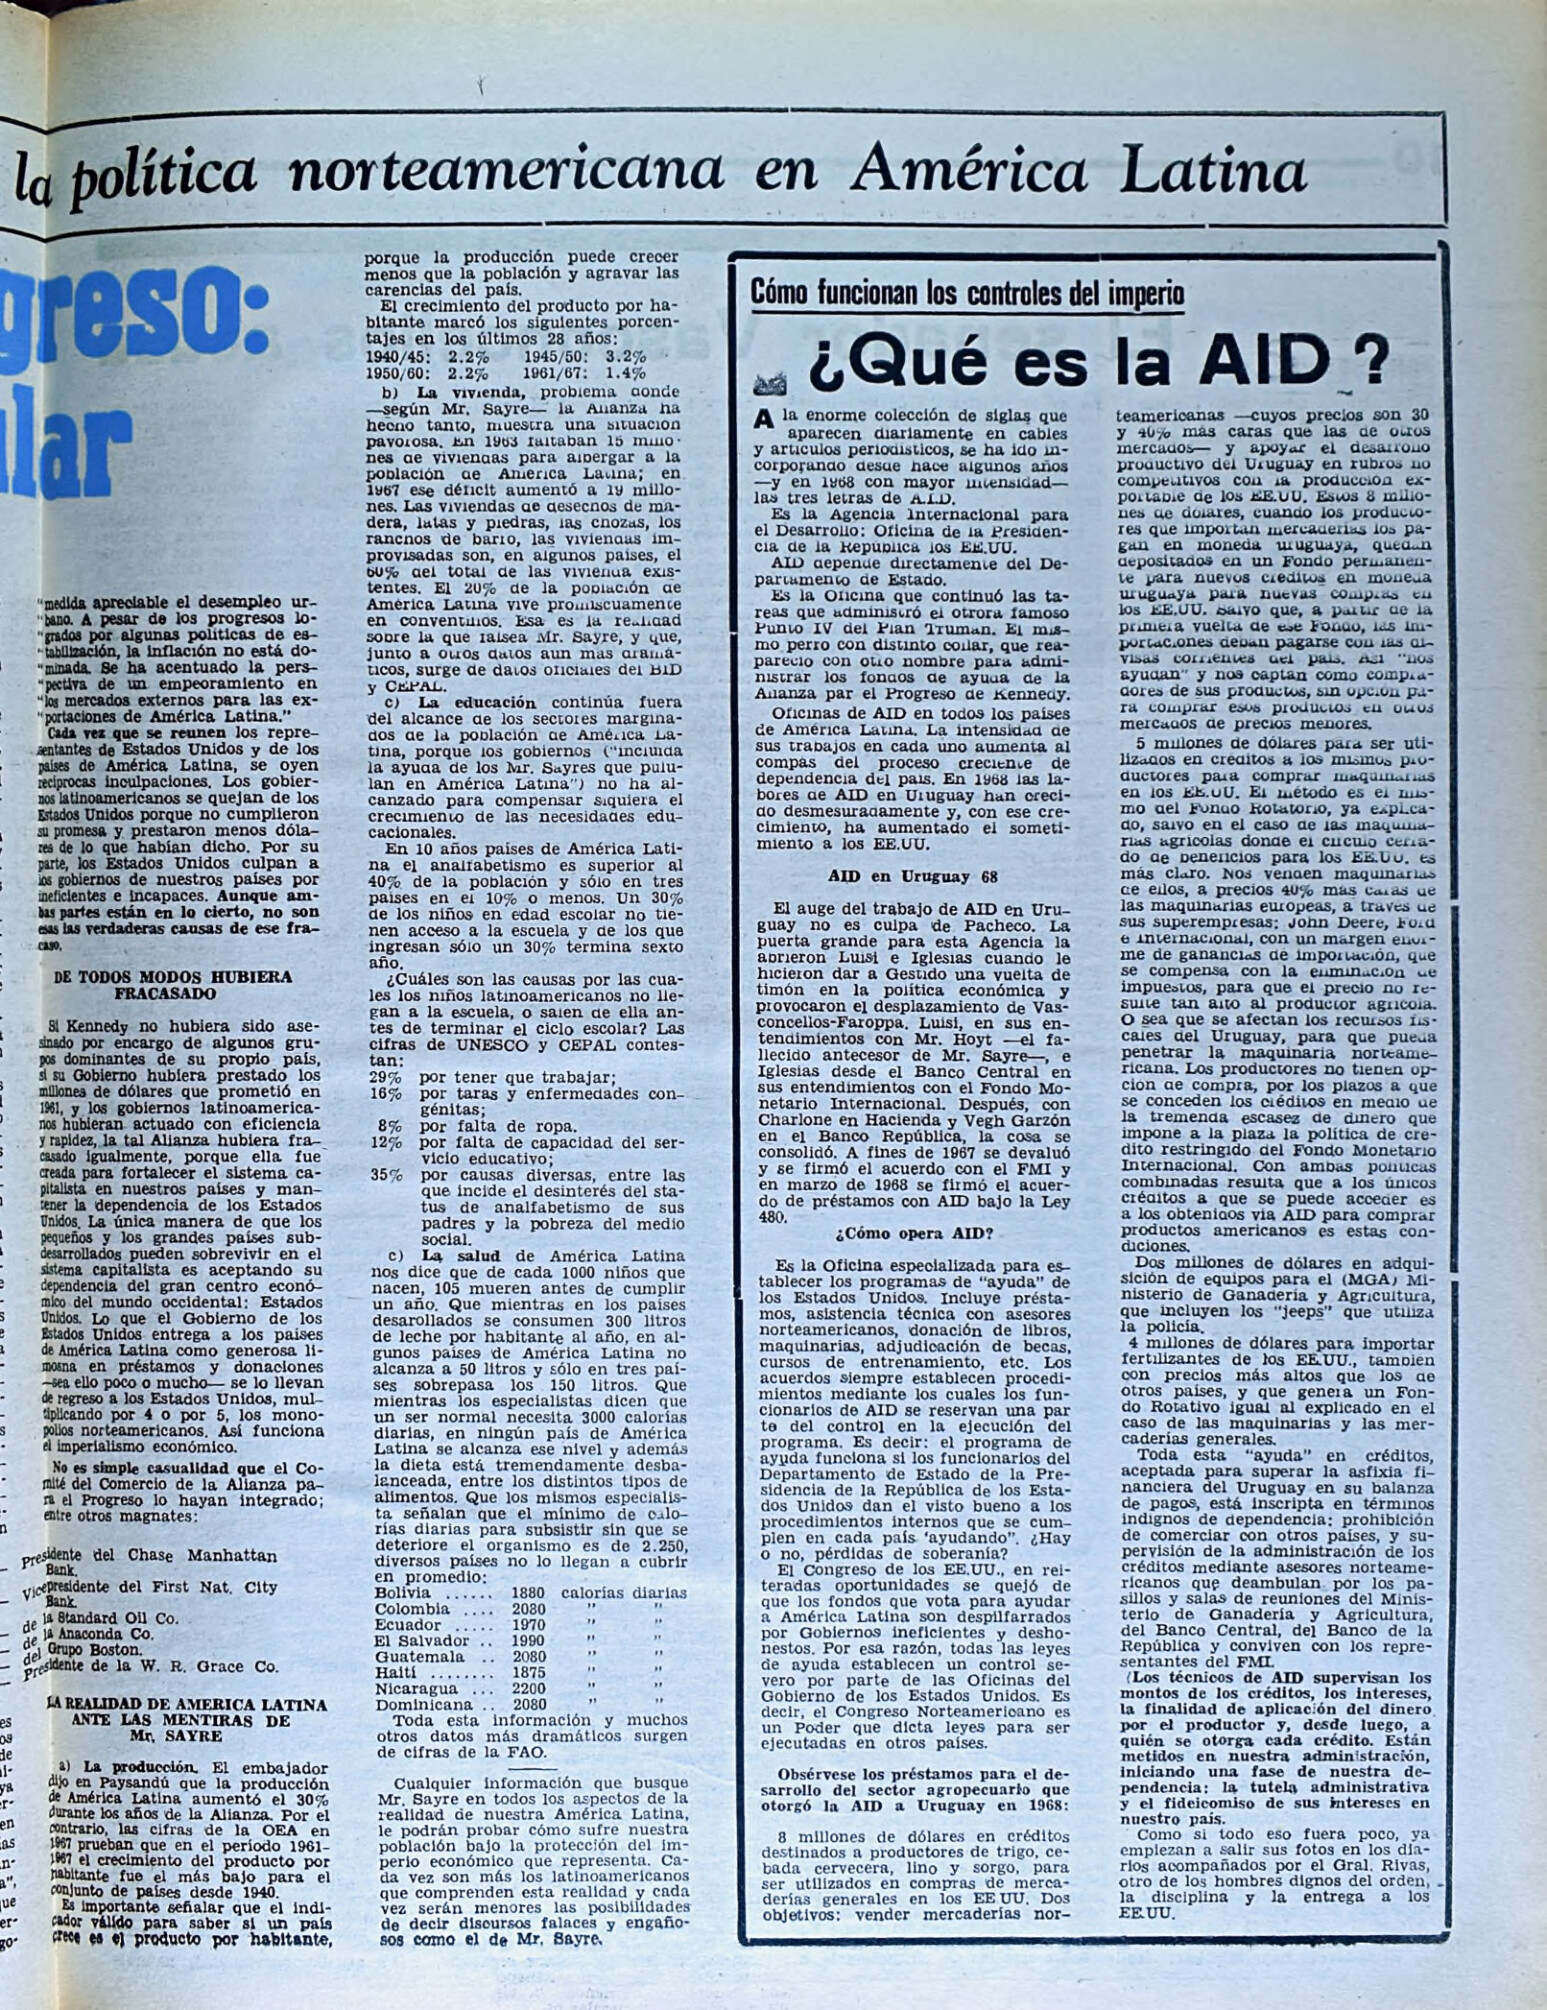 la política norteamericana en América Latina
greso:
lar
"medida apreciable el desempleo ur-
"bano. A pesar de los progresos lo-
"grados por algunas políticas de es-
"tabilización, la inflación no está do-
"minada. Se ha acentuado la pers-
"pectiva de un empeoramiento en
"los mercados externos para las ex-
"portaciones de América Latina."
Cada vez que se reunen los repre-
sentantes de Estados Unidos y de los
países de América Latina, se oyen
recíprocas inculpaciones. Los gobier-
nos latinoamericanos se quejan de los
Estados Unidos porque no cumplieron
su promesa y prestaron menos dóla-
res de lo que habían dicho. Por su
parte, los Estados Unidos culpan a
los gobiernos de nuestros países por
ineficientes e incapaces. Aunque am-
bas partes están en lo cierto, no son
esas las verdaderas causas de ese fra-
caso.
DE TODOS MODOS HUBIERA
FRACASADO
Si Kennedy no hubiera sido ase-
sinado por encargo de algunos gru-
pos dominantes de su propio país,
si su Gobierno hubiera prestado los
millones de dólares que prometió en
1961, y los gobiernos latinoamerica-
nos hubieran actuado con eficiencia
y rapidez, la tal Alianza hubiera fra-
casado igualmente, porque ella fue
creada para fortalecer el sistema ca-
pitalista en nuestros países y man-
tener la dependencia de los Estados
Unidos. La única manera de que los
pequeños y los grandes países sub-
desarrollados pueden sobrevivir en el
sistema capitalista es aceptando su
dependencia del gran centro econó-
mico del mundo occidental: Estados
Unidos. Lo que el Gobierno de los
Estados Unidos entrega a los países
de América Latina como generosa li-
mosna en préstamos y donaciones
—sea ello poco o mucho— se lo llevan
de regreso a los Estados Unidos, mul-
tiplicando por 4 o por 5, los mono-
polios norteamericanos. Así funciona
el imperialismo económico.
No es simple casualidad que el Co-
mité del Comercio de la Alianza pa-
ra el Progreso lo hayan integrado;
entre otros magnates:
Presidente del Chase Manhattan
Bank.
Vicepresidente del First Nat. City
Bank.
de la Standard Oil Co.
de la Anaconda Co.
del Grupo Boston.
Presidente de la W. R. Grace Co.
LA REALIDAD DE AMERICA LATINA
ANTE LAS MENTIRAS DE
Mr. SAYRE
a) La producción. El embajador
dijo en Paysandú que la producción
de América Latina aumentó el 30%
durante los años de la Alianza. Por el
contrario, las cifras de la OEA en
1967 prueban que en el período 1961-
1967 el crecimiento del producto por
habitante fue el más bajo para el
conjunto de países desde 1940.
Es importante señalar que el indi-
cador válido para saber si un país
crece es el producto por habitante,
porque la producción puede crecer
menos que la población y agravar las
carencias del país.
El crecimiento del producto por ha-
bitante marcó los siguientes porcen-
tajes en los últimos 28 años:
1940/45: 2.2% 1945/50: 3.2%
1950/60: 2.2% 1961/67: 1.4%
b) La vivienda, problema donde
—según Mr. Sayre— la Alianza ha
hecho tanto, muestra una situación
pavorosa. En 1963 faltaban 15 millo-
nes de viviendas para albergar a la
población de América Latina; en
1967 ese déficit aumentó a 19 millo-
nes. Las viviendas de desechos de ma-
dera, latas y piedras, las chozas, los
ranchos de barro, las viviendas im-
provisadas son, en algunos países, el
60% del total de las vivienda exis-
tentes. El 20% de la población de
América Latina vive promiscuamente
en conventillos. Esa es la realidad
sobre la que falsea Mr. Sayre, y que,
junto a otros datos aun más dramá-
ticos, surge de datos oficiales del BID
y CEPAL.
c) La educación continúa fuera
del alcance de los sectores margina-
dos de la población de América La-
tina, porque los gobiernos ("incluida
la ayuda de los Mr. Sayres que pulu-
lan en América Latina") no ha al-
canzado para compensar siquiera el
crecimiento de las necesidades edu-
cacionales.
En 10 años países de América Lati-
na el analfabetismo es superior al
40% de la población y sólo en tres
países en el 10% o menos. Un 30%
de los niños en edad escolar no tie-
nen acceso a la escuela y de los que
ingresan sólo un 30% termina sexto
año.
¿Cuáles son las causas por las cua-
les los niños latinoamericanos no lle-
gan a la escuela, o salen de ella an-
tes de terminar el ciclo escolar? Las
cifras de UNESCO y CEPAL contes-
tan:
29% por tener que trabajar;
16% por taras y enfermedades con-
génitas;
8% por falta de ropa.
12% por falta de capacidad del ser-
vicio educativo;
35% por causas diversas, entre las
que incide el desinterés del sta-
tus de analfabetismo de sus
padres y la pobreza del medio
social.
c) La salud de América Latina
nos dice que de cada 1000 niños que
nacen, 105 mueren antes de cumplir
un año. Que mientras en los países
desarollados se consumen 300 litros
de leche por habitante al año, en al-
gunos países de América Latina no
alcanza a 50 litros y sólo en tres paí-
ses sobrepasa los 150 litros. Que
mientras los especialistas dicen que
un ser normal necesita 3000 calorías
diarias, en ningún país de América
Latina se alcanza ese nivel y además
la dieta está tremendamente desba-
lanceada, entre los distintos tipos de
alimentos. Que los mismos especialis-
ta señalan que el mínimo de calo-
rías diarias para subsistir sin que se
deteriore el organismo es de 2.250,
diversos países no lo llegan a cubrir
en promedio:
Bolivia ...... 1880 calorías diarias
Colombia .... 2080 " "
Ecuador ..... 1970 " "
El Salvador .. 1990 " "
Guatemala .. 2080 " "
Haití ........ 1875 " "
Nicaragua ... 2200 " "
Dominicana .. 2080 " "
Toda esta información y muchos
otros datos más dramáticos surgen
de cifras de la FAO.
Cualquier información que busque
Mr. Sayre en todos los aspectos de la
realidad de nuestra América Latina,
le podrán probar cómo sufre nuestra
población bajo la protección del im-
perio económico que representa. Ca-
da vez son más los latinoamericanos
que comprenden esta realidad y cada
vez serán menores las posibilidades
de decir discursos falaces y engaño-
sos como el de Mr. Sayre.
Cómo funcionan los controles del imperio
¿Qué es la AID?
A la enorme colección de siglas que
aparecen diariamente en cables
y artículos periodísticos, se ha ido in-
corporando desde hace algunos años
—y en 1968 con mayor intensidad—
las tres letras de A.I.D.
Es la Agencia Internacional para
el Desarrollo: Oficina de la Presiden-
cia de la República los EE.UU.
AID depende directamente del De-
partamento de Estado.
Es la Oficina que continuó las ta-
reas que administró el otrora famoso
Punto IV del Plan Truman. El mis-
mo perro con distinto collar, que rea-
pareció con otro nombre para admi-
nistrar los fondos de ayuda de la
Alianza par el Progreso de Kennedy.
Oficinas de AID en todos los países
de América Latina. La intensidad de
sus trabajos en cada uno aumenta al
compás del proceso creciente de
dependencia del país. En 1968 las la-
bores de AID en Uruguay han creci-
do desmesuradamente y, con ese cre-
cimiento, ha aumentado el someti-
miento a los EE.UU.
AID en Uruguay 68
El auge del trabajo de AID en Uru-
guay no es culpa de Pacheco. La
puerta grande para esta Agencia la
abrieron Luisi e Iglesias cuando le
hicieron dar a Gestido una vuelta de
timón en la política económica y
provocaron el desplazamiento de Vas-
concellos-Faroppa. Luisi, en sus en-
tendimientos con Mr. Hoyt —el fa-
llecido antecesor de Mr. Sayre—, e
Iglesias desde el Banco Central en
sus entendimientos con el Fondo Mo-
netario Internacional. Después, con
Charlone en Hacienda y Vegh Garzón
en el Banco República, la cosa se
consolidó. A fines de 1967 se devaluó
y se firmó el acuerdo con el FMI y
en marzo de 1968 se firmó el acuer-
do de préstamos con AID bajo la Ley
480.
¿Cómo opera AID?
Es la Oficina especializada para es-
tablecer los programas de "ayuda" de
los Estados Unidos. Incluye présta-
mos, asistencia técnica con asesores
norteamericanos, donación de libros,
maquinarias, adjudicación de becas,
cursos de entrenamiento, etc. Los
acuerdos siempre establecen procedi-
mientos mediante los cuales los fun-
cionarios de AID se reservan una par
te del control en la ejecución del
programa. Es decir: el programa de
ayuda funciona si los funcionarios del
Departamento de Estado de la Pre-
sidencia de la República de los Esta-
dos Unidos dan el visto bueno a los
procedimientos internos que se cum-
plen en cada país 'ayudando". ¿Hay
o no, pérdidas de soberanía?
El Congreso de los EE.UU., en rei-
teradas oportunidades se quejó de
que los fondos que vota para ayudar
a América Latina son despilfarrados
por Gobiernos ineficientes y desho-
nestos. Por esa razón, todas las leyes
de ayuda establecen un control se-
vero por parte de las Oficinas del
Gobierno de los Estados Unidos. Es
decir, el Congreso Norteamericano es
un Poder que dicta leyes para ser
ejecutadas en otros países.
Obsérvese los préstamos para el de-
sarrollo del sector agropecuario que
otorgó la AID a Uruguay en 1968:
8 millones de dólares en créditos
destinados a productores de trigo, ce-
bada cervecera, lino y sorgo, para
ser utilizados en compras de merca-
derías generales en los EE.UU. Dos
objetivos: vender mercaderías nor-
teamericanas —cuyos precios son 30
y 40% más caras que las de otros
mercados— y apoyar el desarrollo
productivo del Uruguay en rubros no
competitivos con la producción ex-
portable de los EE.UU. Estos 8 millo-
nes de dólares, cuando los producto-
res que importan mercaderías los pa-
gan en moneda uruguaya, quedan
depositados en un Fondo permanen-
te para nuevos créditos en moneda
uruguaya para nuevas compras en
los EE.UU. Salvo que, a partir de la
primera vuelta de ese Fondo, las im-
portaciones deban pagarse con las di-
visas corrientes del país. Así "nos
ayudan" y nos captan como compra-
dores de sus productos, sin opción pa-
ra comprar esos productos en otros
mercados de precios menores.
5 millones de dólares para ser uti-
lizados en créditos a los mismos pro-
ductores para comprar maquinarias
en los EE.UU. El método es el mis-
mo del Fondo Rotatorio, ya explica-
do, salvo en el caso de las maquina-
rias agrícolas donde el círculo cerra-
do de beneficios para los EE.UU. es
más claro. Nos venden maquinarias
de ellos, a precios 40% más caras de
las maquinarias europeas, a través de
sus superempresas: John Deere, Ford
e Internacional, con un margen enor-
me de ganancias de importación, que
se compensa con la eliminación de
impuestos, para que el precio no re-
sulte tan alto al productor agrícola.
O sea que se afectan los recursos fis-
cales del Uruguay, para que pueda
penetrar la maquinaria norteame-
ricana. Los productores no tienen op-
ción de compra, por los plazos a que
se conceden los créditos en medio de
la tremenda escasez de dinero que
impone a la plaza la política de cré-
dito restringido del Fondo Monetario
Internacional. Con ambas políticas
combinadas resulta que a los únicos
créditos a que se puede acceder es
a los obtenidos vía AID para comprar
productos americanos es estas con-
diciones.
Dos millones de dólares en adqui-
sición de equipos para el (MGA) Mi-
nisterio de Ganadería y Agricultura,
que incluyen los "jeeps" que utiliza
la policía.
4 millones de dólares para importar
fertilizantes de los EE.UU., también
con precios más altos que los de
otros países, y que genera un Fon-
do Rotativo igual al explicado en el
caso de las maquinarias y las mer-
caderías generales.
Toda esta "ayuda" en créditos,
aceptada para superar la asfixia fi-
nanciera del Uruguay en su balanza
de pagos, está inscripta en términos
indignos de dependencia: prohibición
de comerciar con otros países, y su-
pervisión de la administración de los
créditos mediante asesores norteame-
ricanos que deambulan por los pa-
sillos y salas de reuniones del Minis-
terio de Ganadería y Agricultura,
del Banco Central, del Banco de la
República y conviven con los repre-
sentantes del FMI.
Los técnicos de AID supervisan los
montos de los créditos, los intereses,
la finalidad de aplicación del dinero
por el productor y, desde luego, a
quién se otorga cada crédito. Están
metidos en nuestra administración,
iniciando una fase de nuestra de-
pendencia: la tutela administrativa
y el fideicomiso de sus intereses en
nuestro país.
Como si todo eso fuera poco, ya
empiezan a salir sus fotos en los dia-
rios acompañados por el Gral. Rivas,
otro de los hombres dignos del orden,
la disciplina y la entrega a los
EE.UU.